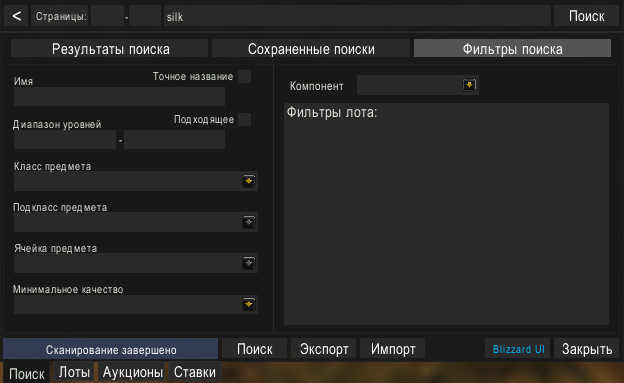 < Страницы: - silk Поиск
Результаты поиска Сохраненные поиски Фильтры поиска
Имя Точное название
Диапазон уровней Подходящее
-
Класс предмета
Подкласс предмета
Ячейка предмета
Минимальное качество
Компонент
Фильтры лота:
Сканирование завершено Поиск Экспорт Импорт Blizzard UI Закрыть
Поиск Лоты Аукционы Ставки